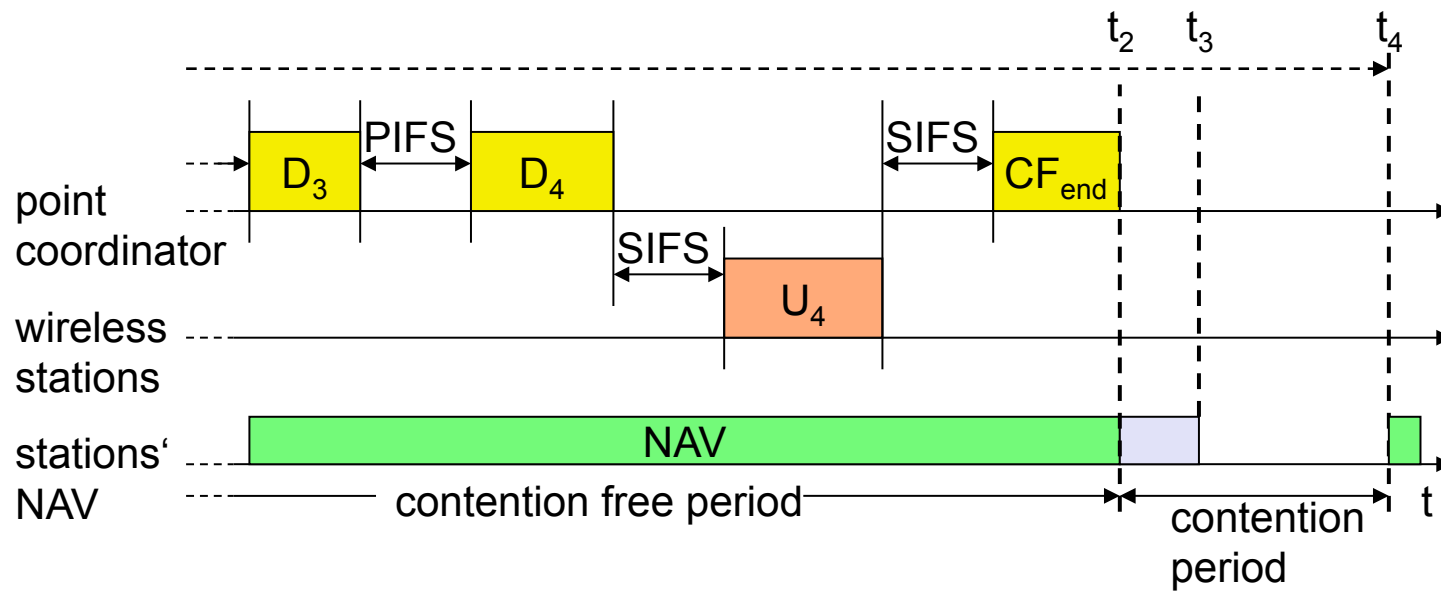 t₂ t₃ t₄
PIFS SIFS
D₃ D₄ CFₑₙd
point
coordinator
SIFS
U₄
wireless
stations
NAV
stations‘
NAV
contention free period
t
contention
period